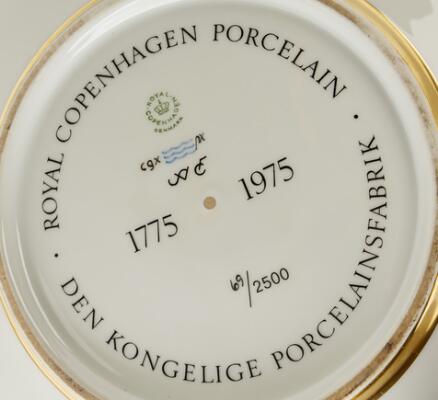 ROYAL COPENHAGEN PORCELAIN ·
DEN KONGELIGE PORCELAINSFABRIK ·
ROYAL
COPENHAGEN
DENMARK
1775 1975
69/2500